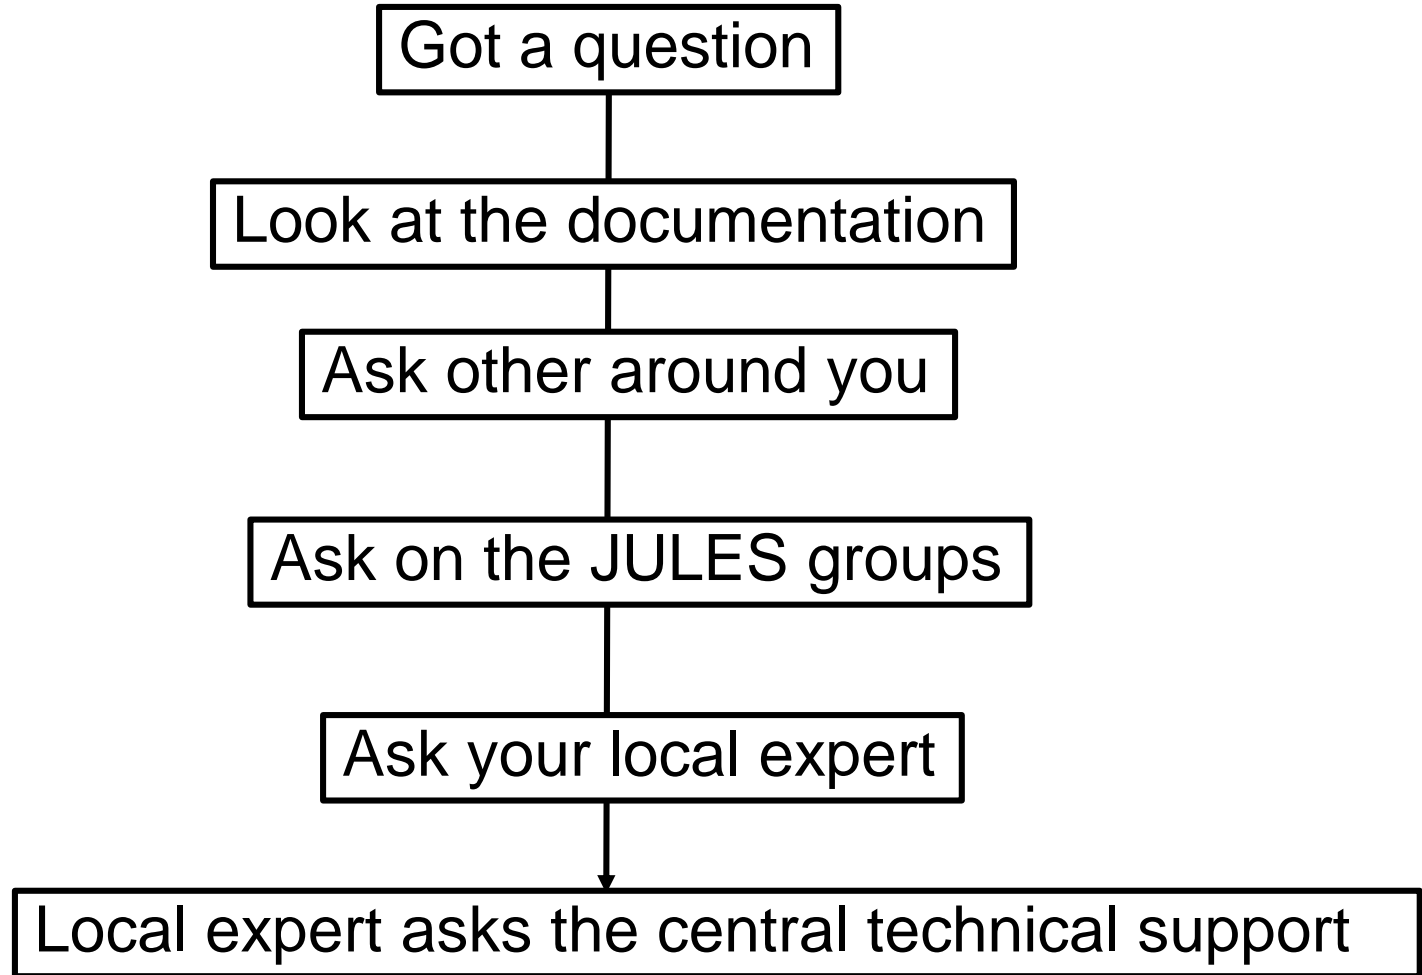 Got a question
Look at the documentation
Ask other around you
Ask on the JULES groups
Ask your local expert
Local expert asks the central technical support